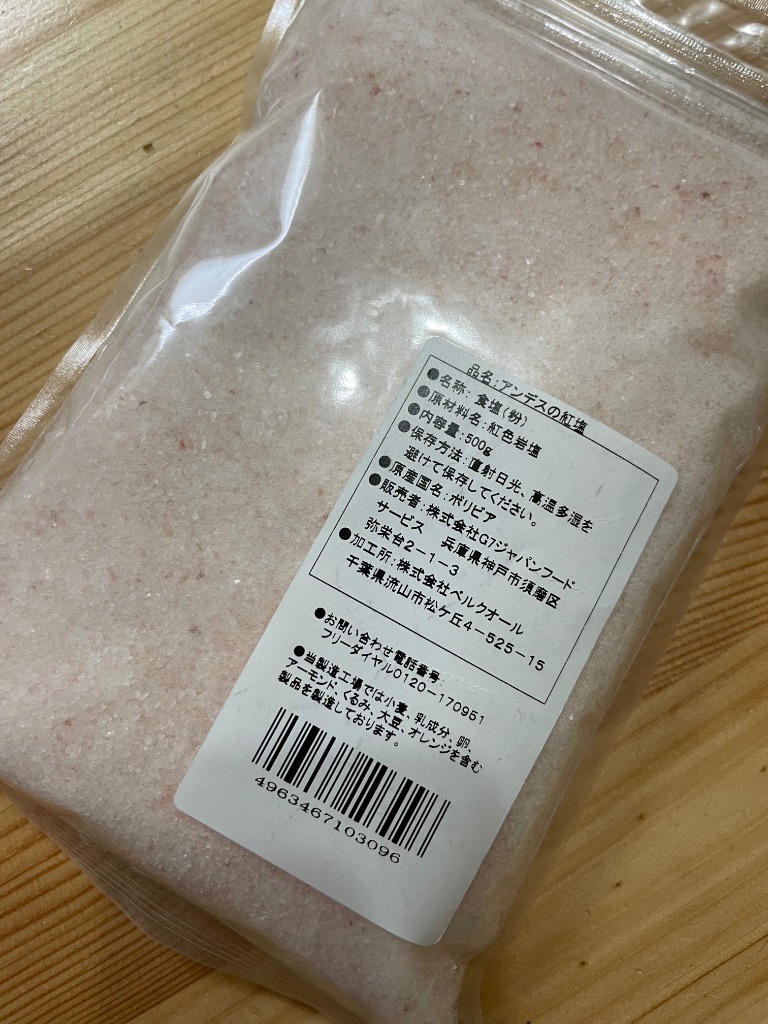 品名:アンデスの紅塩
●名称: 食塩(粉)
●原材料名:紅色岩塩
●内容量:500g
●保存方法:直射日光、高温多湿を
避けて保存してください。
●原産国名:ボリビア
●販売者:株式会社G7ジャパンフード
サービス 兵庫県神戸市須磨区
弥栄台2-1-3
●加工所:株式会社ベルクオール
千葉県流山市松ケ丘4-525-15
●お問い合わせ電話番号
フリーダイヤル0120-170951
●当製造工場では小麦、乳成分、卵、
アーモンド、くるみ、大豆、オレンジを含む
製品を製造しております。
4963467103096